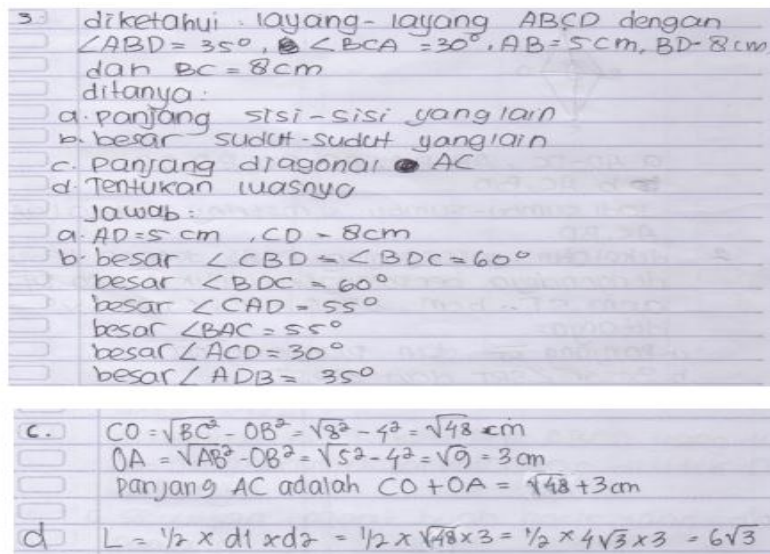 3 diketahui layang-layang ABCD dengan
∠ABD = 35°, ∠BCA = 30°, AB = 5 cm, BD - 8 cm
dan BC = 8 cm
ditanya:
a. panjang sisi-sisi yang lain
b. besar sudut-sudut yang lain
c. panjang diagonal AC
d. Tentukan luasnya
Jawab:
a. AD = 5 cm, CD - 8 cm
b. besar ∠CBD = ∠BDC = 60°
besar ∠BDC = 60°
besar ∠CAD = 55°
besar ∠BAC = 55°
besar ∠ACD = 30°
besar ∠ADB = 35°
c. CO = √BC² - OB² = √8² - 4² = √48 cm
OA = √AB² - OB² = √5² - 4² = √9 = 3 cm
Panjang AC adalah CO + OA = √48 + 3 cm
d L = 1/2 x d1 x d2 = 1/2 x √48 x 3 = 1/2 x 4√3 x 3 = 6√3